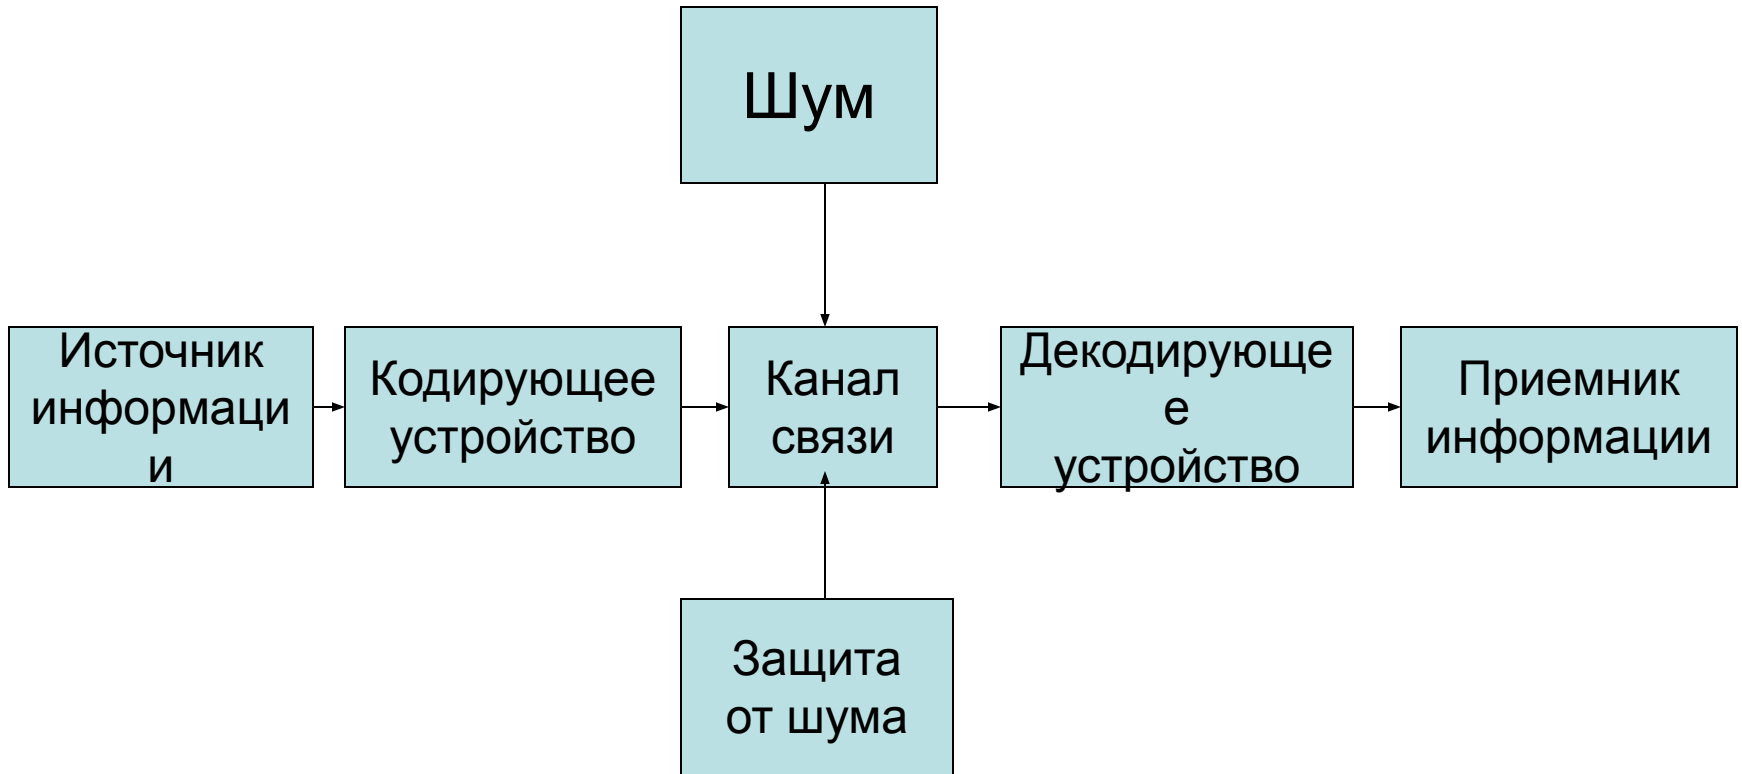 Шум
Источник
информаци
и
Кодирующее
устройство
Канал
связи
Декодирующе
е
устройство
Приемник
информации
Защита
от шума